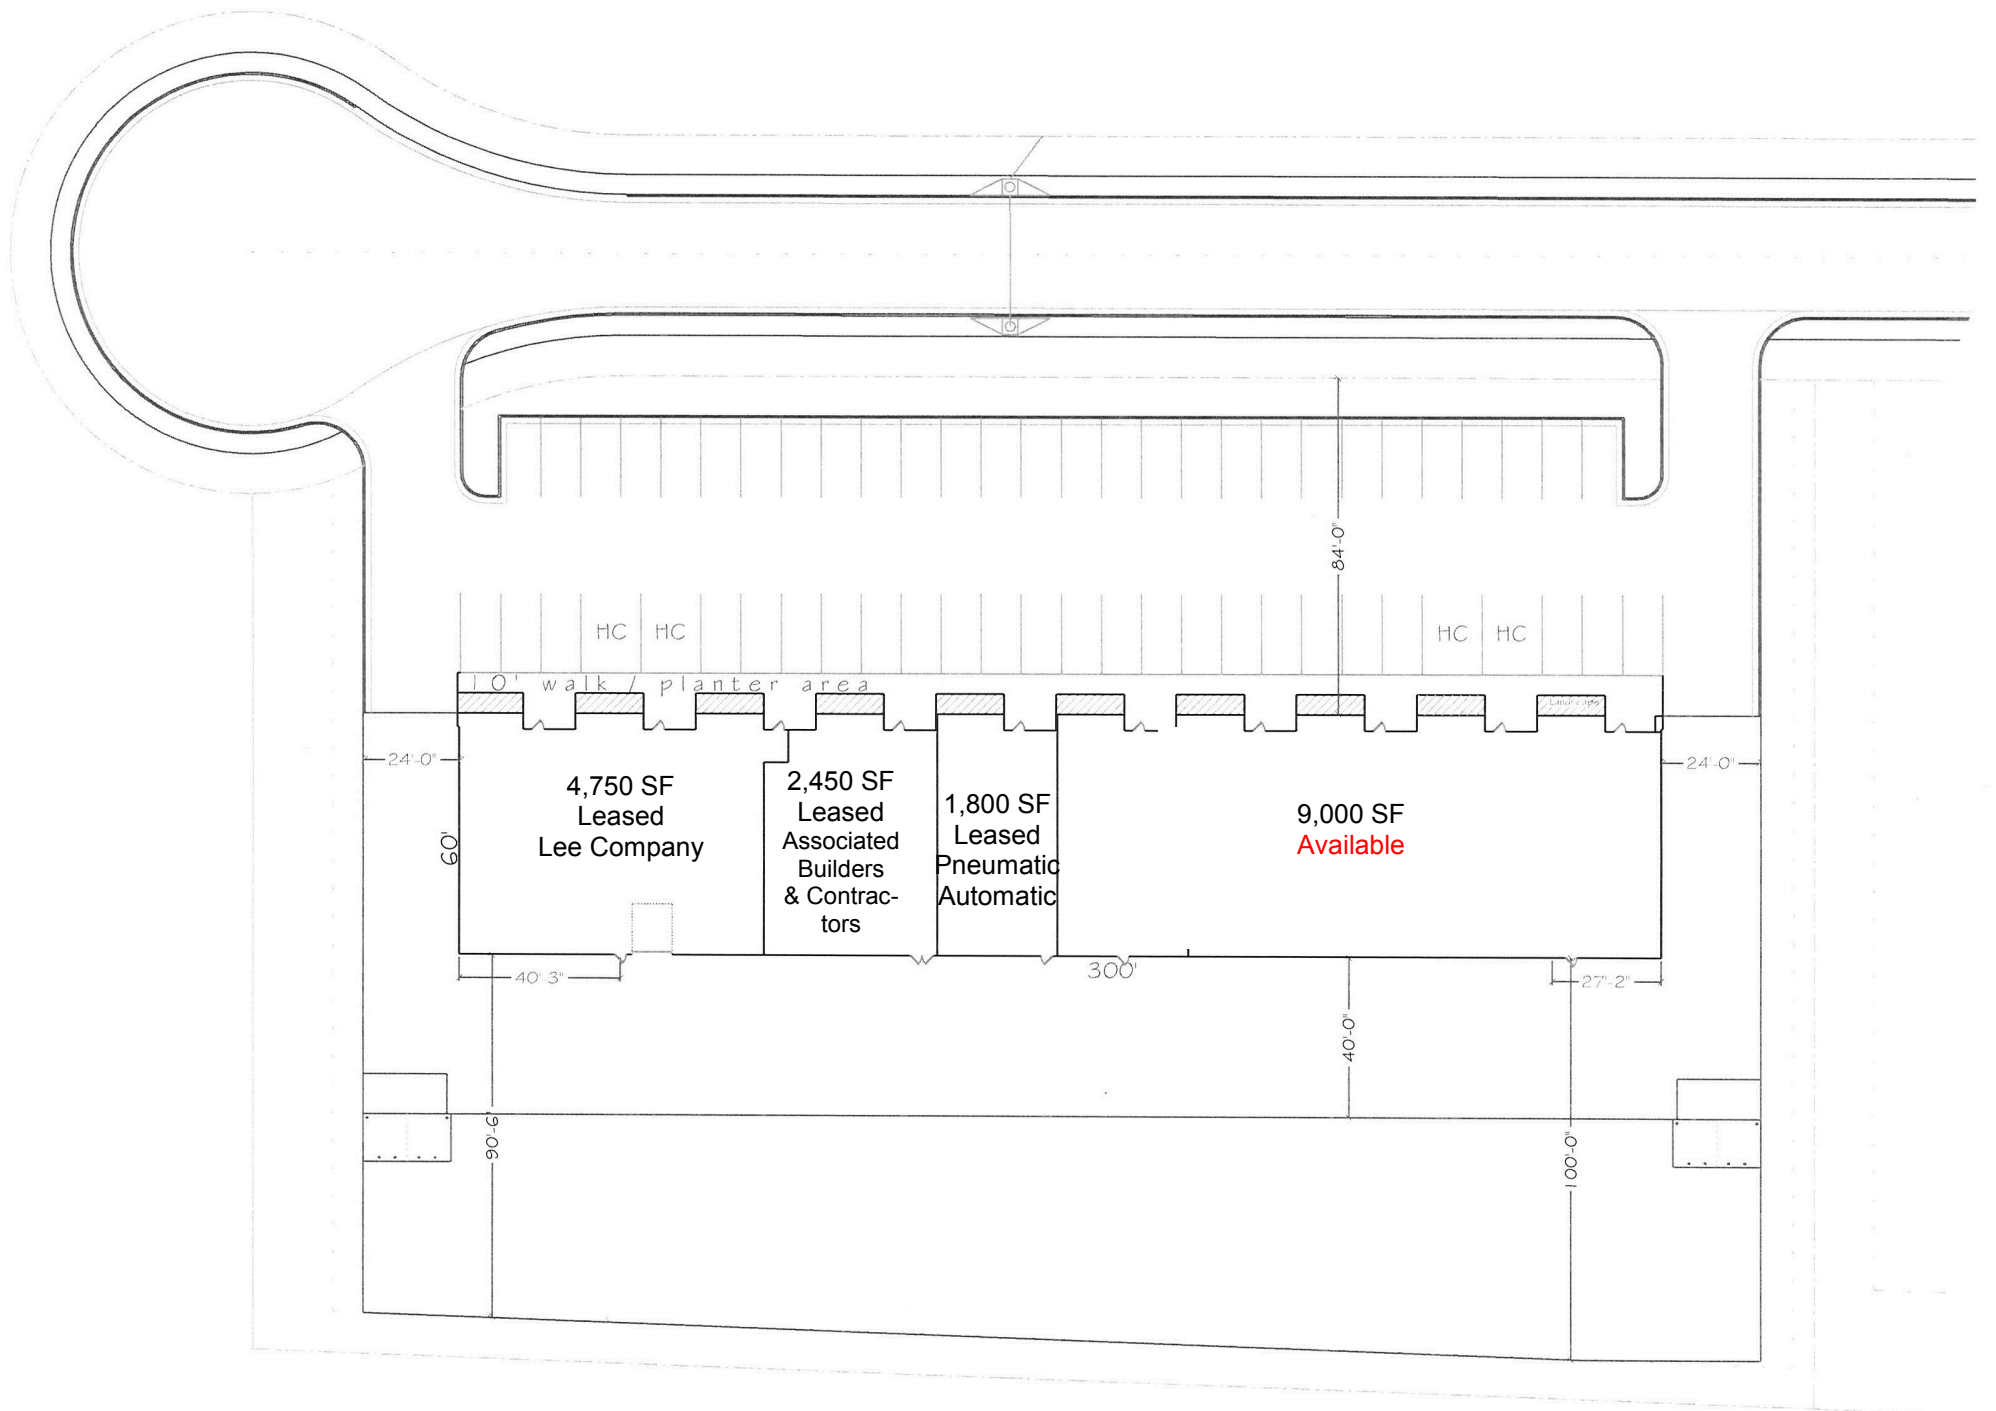 84'-0"
HC HC
HC HC
10' walk / planter area
Landscape
24'-0"
24'-0"
60'
4,750 SF
Leased
Lee Company
2,450 SF
Leased
Associated
Builders
& Contrac-
tors
1,800 SF
Leased
Pneumatic
Automatic
9,000 SF
Available
40'-3"
300'
27'-2"
40'-0"
90'-6
100'-0"